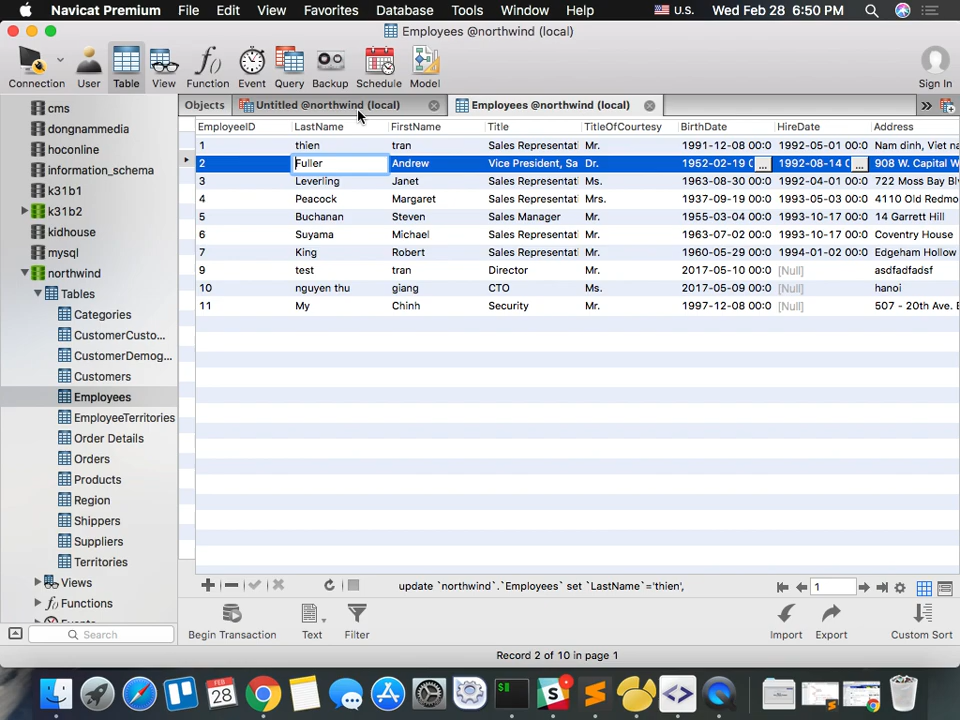 Navicat Premium File Edit View Favorites Database Tools Window Help U.S. Wed Feb 28 6:50 PM
Employees @northwind (local)
Connection User Table View Function Event Query Backup Schedule Model Sign In
Objects Untitled @northwind (local) Employees @northwind (local) »
cms
dongnammedia
hoconline
information_schema
k31b1
k31b2
kidhouse
mysql
northwind
Tables
Categories
CustomerCusto...
CustomerDemog...
Customers
Employees
EmployeeTerritories
Order Details
Orders
Products
Region
Shippers
Suppliers
Territories
Views
Functions
Search
EmployeeID LastName FirstName Title TitleOfCourtesy BirthDate HireDate Address
1 thien tran Sales Representati Mr. 1991-12-08 00:0 1992-05-01 00:0 Nam dinh, Viet na
2 Fuller Andrew Vice President, Sa Dr. 1952-02-19 0 ... 1992-08-14 0 ... 908 W. Capital W
3 Leverling Janet Sales Representati Ms. 1963-08-30 00:0 1992-04-01 00:0 722 Moss Bay Bl
4 Peacock Margaret Sales Representati Mrs. 1937-09-19 00:0 1993-05-03 00:0 4110 Old Redmo
5 Buchanan Steven Sales Manager Mr. 1955-03-04 00:0 1993-10-17 00:0 14 Garrett Hill
6 Suyama Michael Sales Representati Mr. 1963-07-02 00:0 1993-10-17 00:0 Coventry House
7 King Robert Sales Representati Mr. 1960-05-29 00:0 1994-01-02 00:0 Edgeham Hollow
9 test tran Director Mr. 2017-05-10 00:0 [Null] asdfadfadsf
10 nguyen thu giang CTO Ms. 2017-05-09 00:0 [Null] hanoi
11 My Chinh Security Mr. 1997-12-08 00:0 [Null] 507 - 20th Ave. E
update `northwind`.`Employees` set `LastName`='thien', 1
Begin Transaction Text Filter Import Export Custom Sort
Record 2 of 10 in page 1
FEB
28